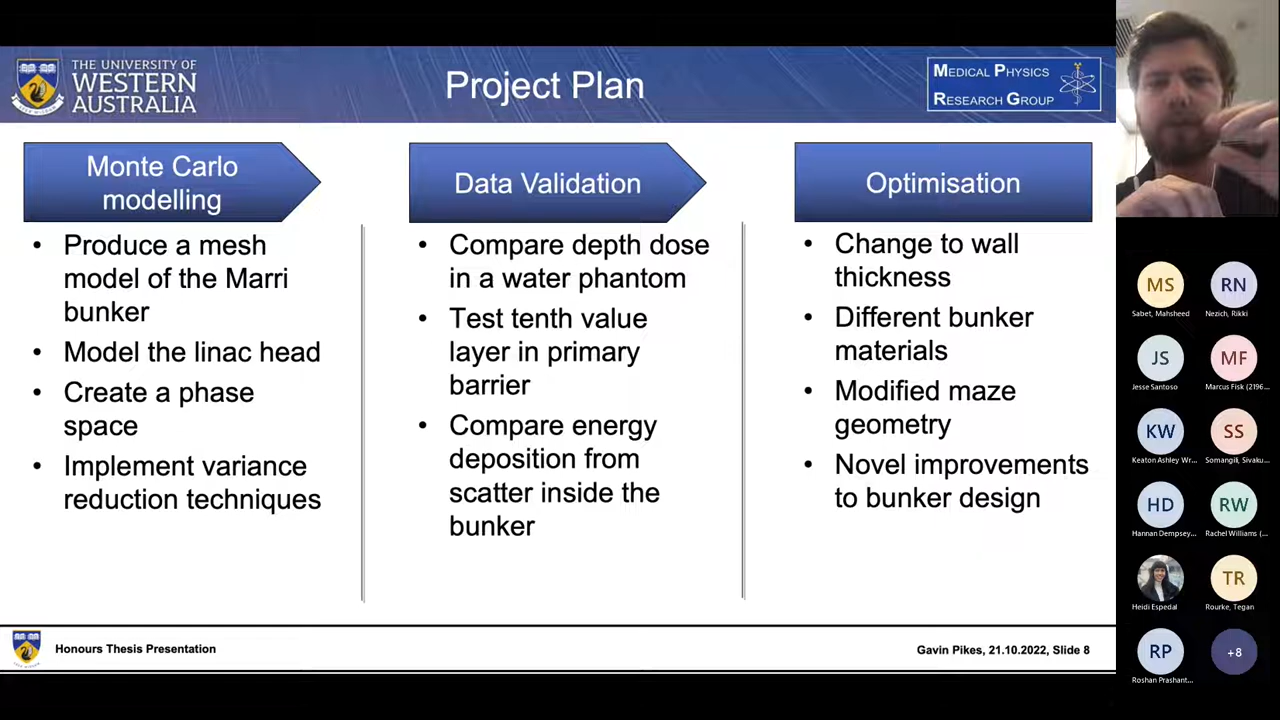 THE UNIVERSITY OF
WESTERN
AUSTRALIA
Project Plan
MEDICAL PHYSICS
RESEARCH GROUP
Monte Carlo
modelling
• Produce a mesh
model of the Marri
bunker
• Model the linac head
• Create a phase
space
• Implement variance
reduction techniques
Data Validation
• Compare depth dose
in a water phantom
• Test tenth value
layer in primary
barrier
• Compare energy
deposition from
scatter inside the
bunker
Optimisation
• Change to wall
thickness
• Different bunker
materials
• Modified maze
geometry
• Novel improvements
to bunker design
Honours Thesis Presentation
Gavin Pikes, 21.10.2022, Slide 8
MS
Sabet, Mahsheed
RN
Nezich, Rikki
JS
Jesse Santoso
MF
Marcus Fisk (2196...
KW
Keaton Ashley Wr...
SS
Somangili, Sivaku...
HD
Hannan Dempsey...
RW
Rachel Williams (...
Heidi Espedal
TR
Rourke, Tegan
RP
Roshan Prashant...
+8